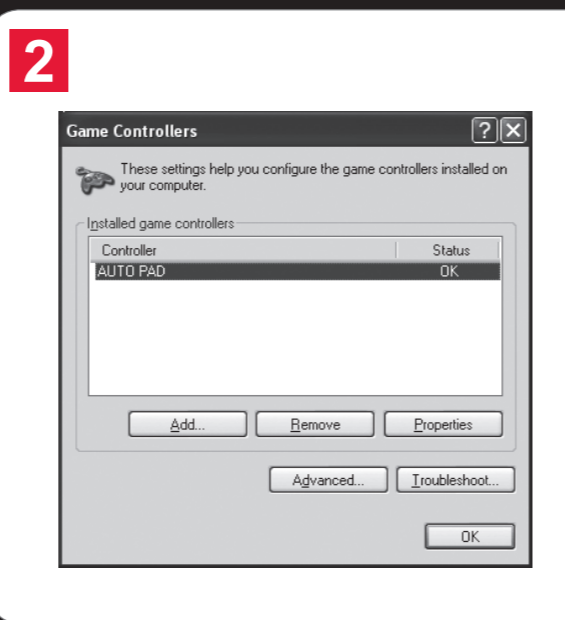 2
Game Controllers
These settings help you configure the game controllers installed on
your computer.
Installed game controllers
Controller Status
AUTO PAD OK
Add... Remove Properties
Advanced... Troubleshoot...
OK